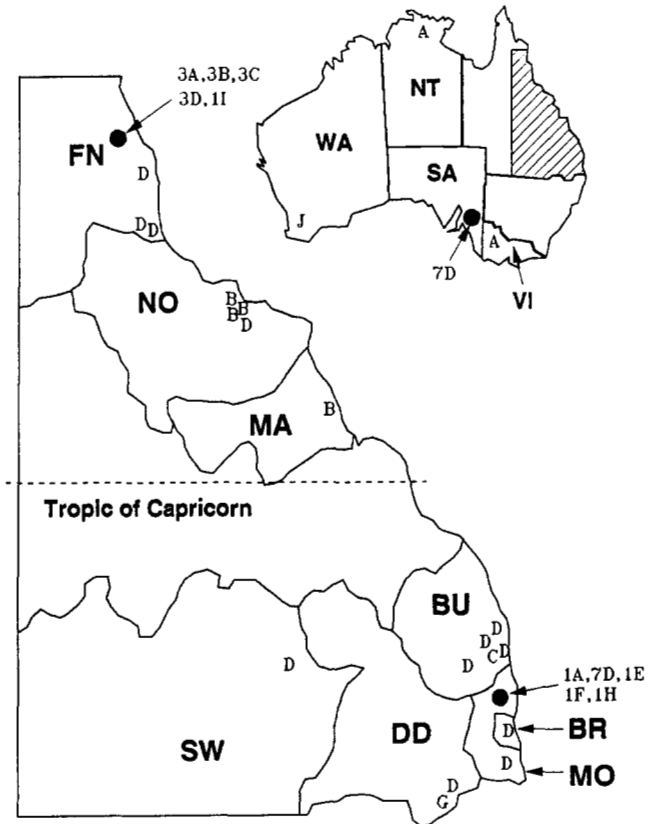 3A,3B,3C
3D,1I
FN
D
D D
NO
B
B B
D
MA
B
Tropic of Capricorn
BU
D
D
C D
D
D
SW
DD
D
G
1A,7D,1E
1F,1H
D
BR
D
MO
A
NT
WA
SA
J
A
7D
VI